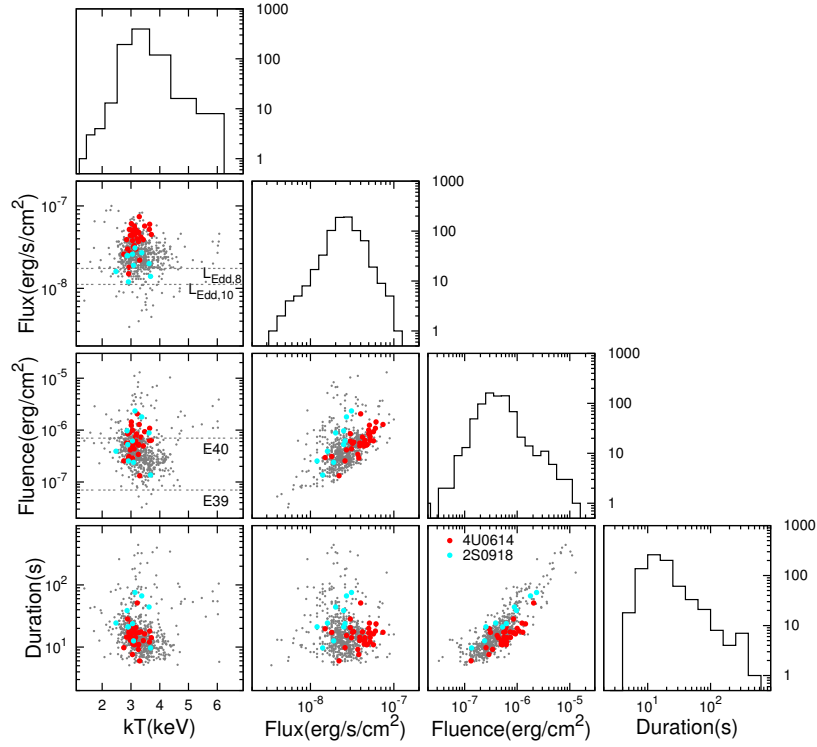 1000
100
10
1
Flux(erg/s/cm2)
10-7
10-8
LEdd,8
LEdd,10
1000
100
10
1
Fluence(erg/cm2)
10-5
10-6
10-7
E40
E39
1000
100
10
1
Duration(s)
102
101
4U0614
2S0918
1000
100
10
1
2 3 4 5 6
10-8 10-7
10-7 10-6 10-5
101 102
kT(keV)
Flux(erg/s/cm2)
Fluence(erg/cm2)
Duration(s)